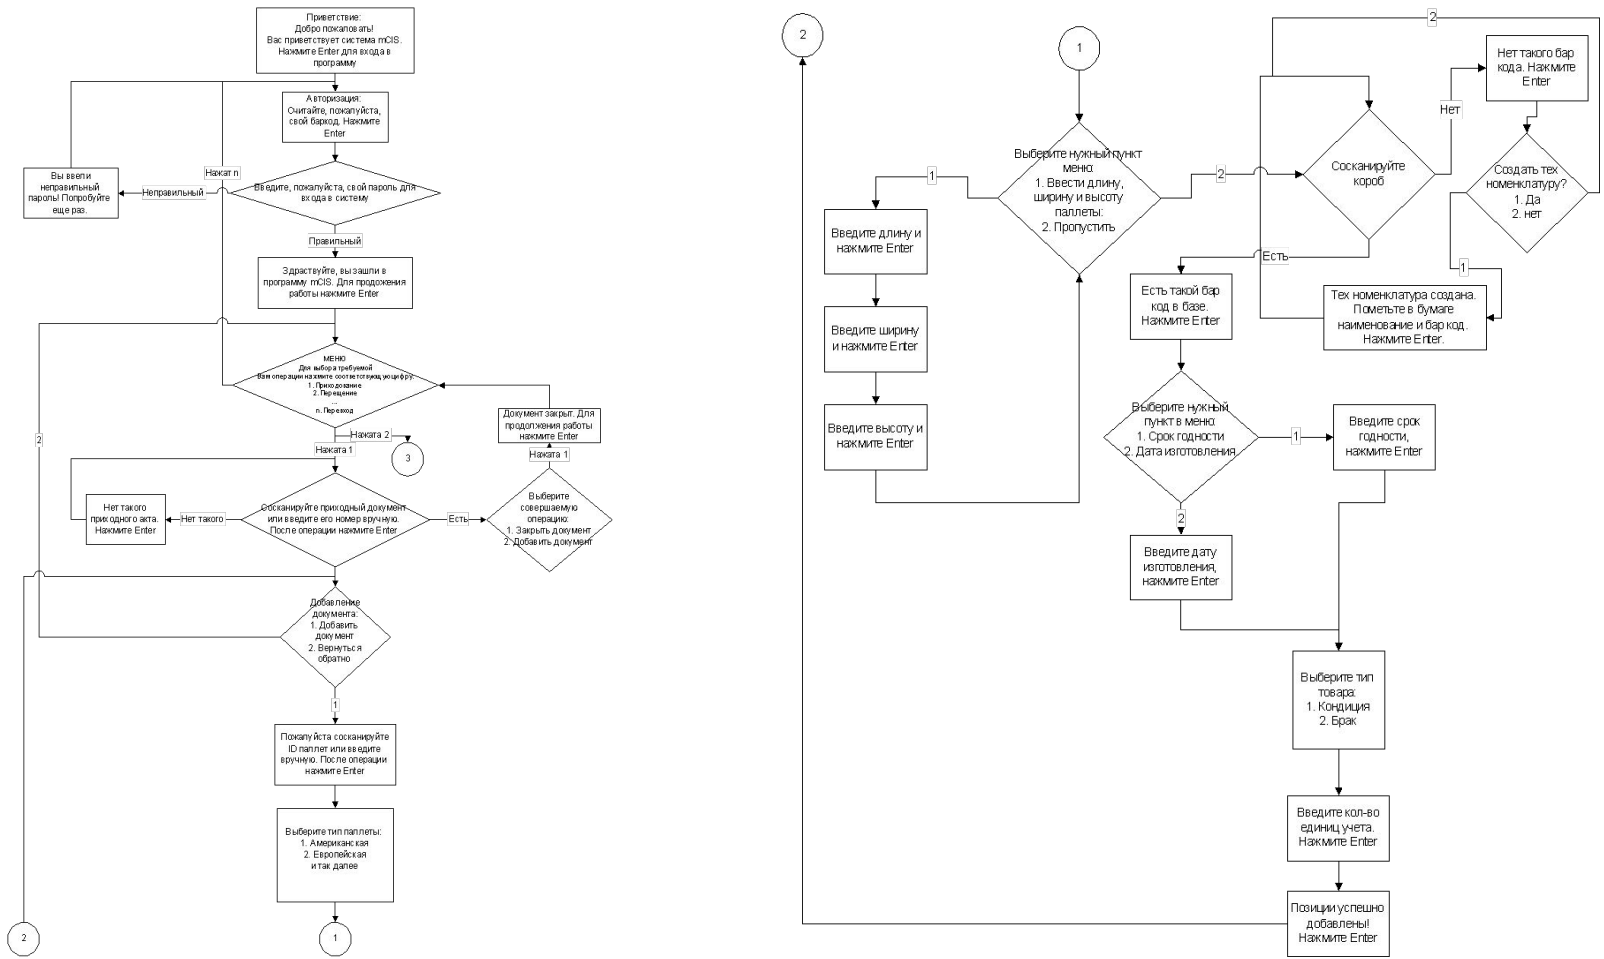 Приветствие:
Добро пожаловать!
Вас приветствует система mCIS.
Нажмите Enter для входа в
программу
Авторизация:
Считайте, пожалуйста,
свой баркод. Нажмите
Enter
Нажат n
Вы ввели
неправильный
пароль! Попробуйте
еще раз.
Неправильный
Введите, пожалуйста, свой пароль для
входа в систему
Правильный
Здраствуйте, вы зашли в
программу mCIS. Для продожения
работы нажмите Enter
МЕНЮ
Для выбора требуемой
Вам операции нажмите соответствующую цифру:
1. Приходование
2. Перещение
...
n. Перевход
Нажата 2
Нажата 1
3
Документ закрыт. Для
продолжения работы
нажмите Enter
Нажата 1
2
Нет такого
приходного акта.
Нажмите Enter
Нет такого
Сосканируйте приходный документ
или введите его номер вручную.
После операции нажмите Enter
Есть
Выберите
совершаемую
операцию:
1. Закрыть документ
2. Добавить документ
Добавление
документа:
1. Добавить
документ
2. Вернуться
обратно
1
Пожалуйста сосканируйте
ID паллет или введите
вручную. После операции
нажмите Enter
Выберите тип паллеты:
1. Американская
2. Европейская
и так далее
2
1
2
1
Выберите нужный пункт
меню:
1. Ввести длину,
ширину и высоту
паллеты:
2. Пропустить
1
Введите длину и
нажмите Enter
Введите ширину
и нажмите Enter
Введите высоту и
нажмите Enter
2
Сосканируйте
короб
Нет
2
Нет такого бар
кода. Нажмите
Enter
Создать тех
номенклатуру?
1. Да
2. нет
1
Тех номенклатура создана.
Пометьте в бумаге
наименование и бар код.
Нажмите Enter.
Есть
Есть такой бар
код в базе.
Нажмите Enter
Выберите нужный
пункт в меню:
1. Срок годности
2. Дата изготовления
1
Введите срок
годности,
нажмите Enter
2
Введите дату
изготовления,
нажмите Enter
Выберите тип
товара:
1. Кондиция
2. Брак
Введите кол-во
единиц учета.
Нажмите Enter
Позиции успешно
добавлены!
Нажмите Enter